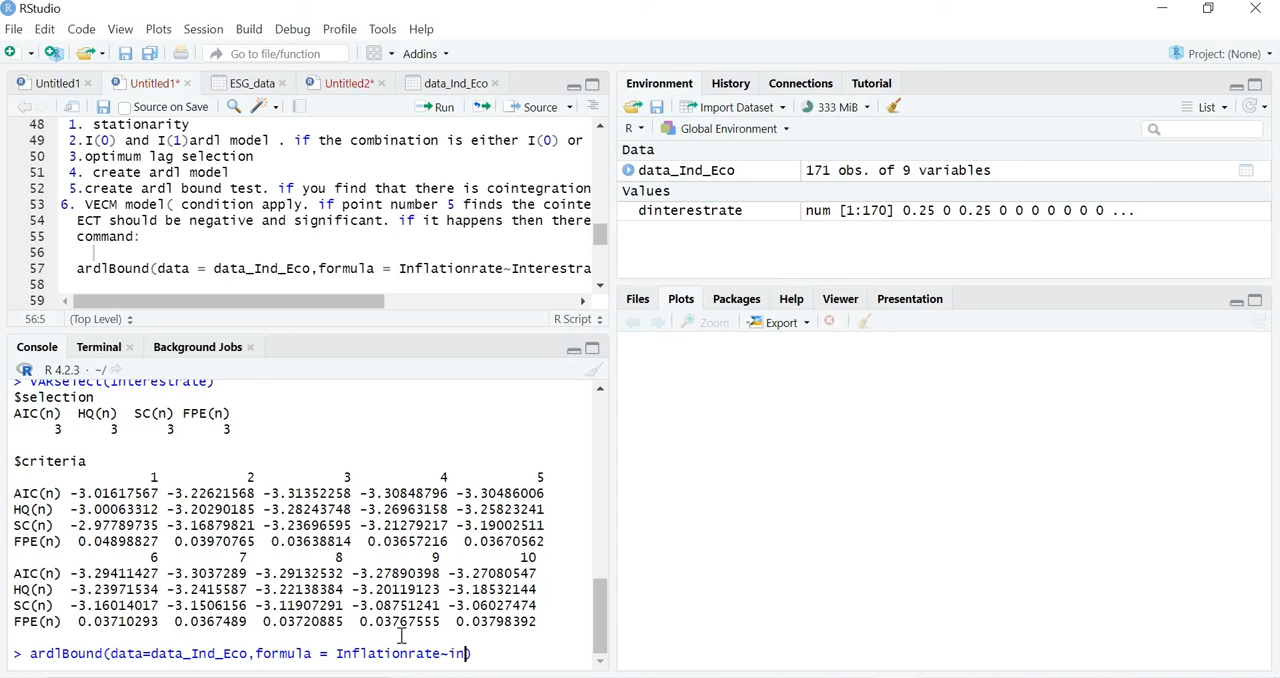 RStudio
File Edit Code View Plots Session Build Debug Profile Tools Help
Go to file/function Addins Project: (None)
Untitled1 Untitled1* ESG_data Untitled2* data_Ind_Eco
Source on Save Run Source
48 1. stationarity
49 2.I(0) and I(1)ardl model . if the combination is either I(0) or
50 3.optimum lag selection
51 4. create ardl model
52 5.create ardl bound test. if you find that there is cointegration
53 6. VECM model( condition apply. if point number 5 finds the cointe
54 ECT should be negative and significant. if it happens then there
55 command:
56
57 ardlBound(data = data_Ind_Eco,formula = Inflationrate~Interestra
58
59
56:5 (Top Level) R Script
Console Terminal Background Jobs
R 4.2.3 · ~/
> VARselect(Interestrate)
$selection
AIC(n) HQ(n) SC(n) FPE(n)
3 3 3 3
$criteria
1 2 3 4 5
AIC(n) -3.01617567 -3.22621568 -3.31352258 -3.30848796 -3.30486006
HQ(n) -3.00063312 -3.20290185 -3.28243748 -3.26963158 -3.25823241
SC(n) -2.97789735 -3.16879821 -3.23696595 -3.21279217 -3.19002511
FPE(n) 0.04898827 0.03970765 0.03638814 0.03657216 0.03670562
6 7 8 9 10
AIC(n) -3.29411427 -3.3037289 -3.29132532 -3.27890398 -3.27080547
HQ(n) -3.23971534 -3.2415587 -3.22138384 -3.20119123 -3.18532144
SC(n) -3.16014017 -3.1506156 -3.11907291 -3.08751241 -3.06027474
FPE(n) 0.03710293 0.0367489 0.03720885 0.03767555 0.03798392
> ardlBound(data=data_Ind_Eco,formula = Inflationrate~in)
Environment History Connections Tutorial
Import Dataset 333 MiB List
R Global Environment
Data
data_Ind_Eco 171 obs. of 9 variables
Values
dinterestrate num [1:170] 0.25 0 0.25 0 0 0 0 0 0 0 ...
Files Plots Packages Help Viewer Presentation
Zoom Export